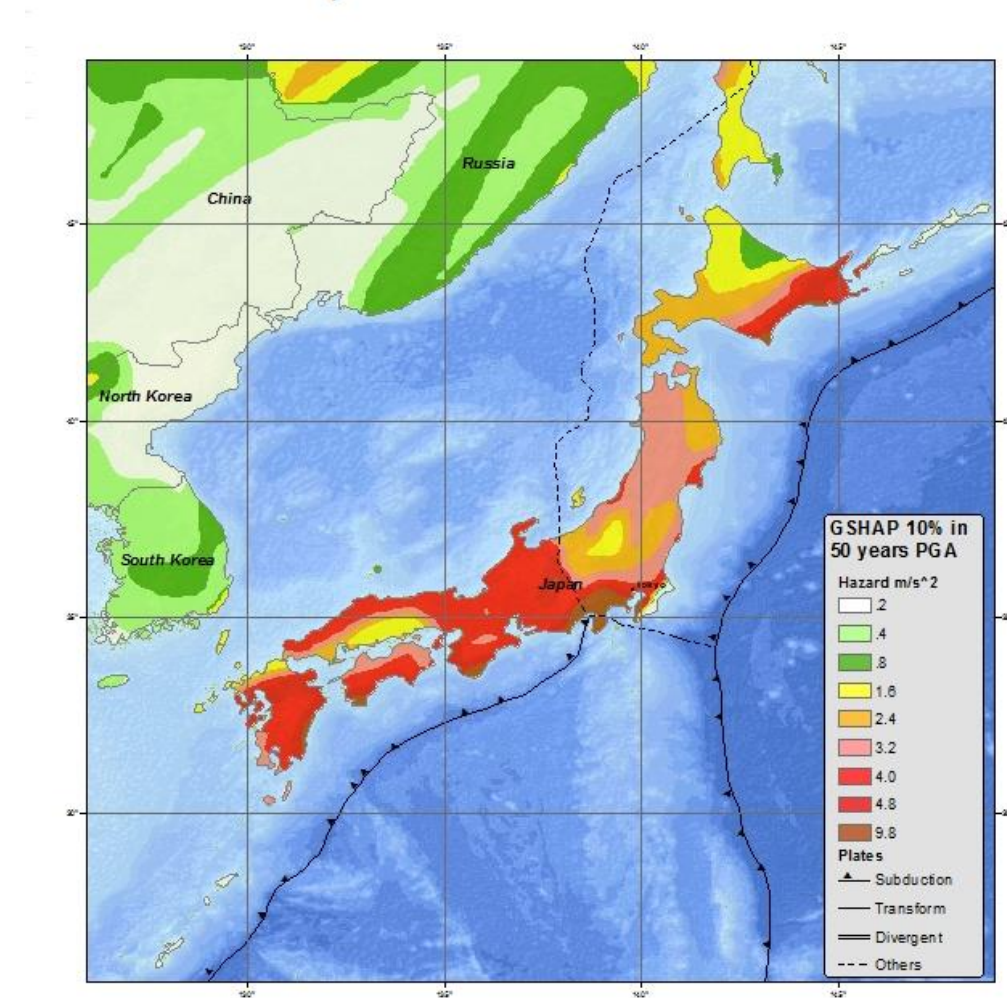 Russia
China
North Korea
South Korea
Japan
TOKYO
GSHAP 10% in
50 years PGA
Hazard m/s^2
.2
.4
.8
1.6
2.4
3.2
4.0
4.8
9.8
Plates
Subduction
Transform
Divergent
Others